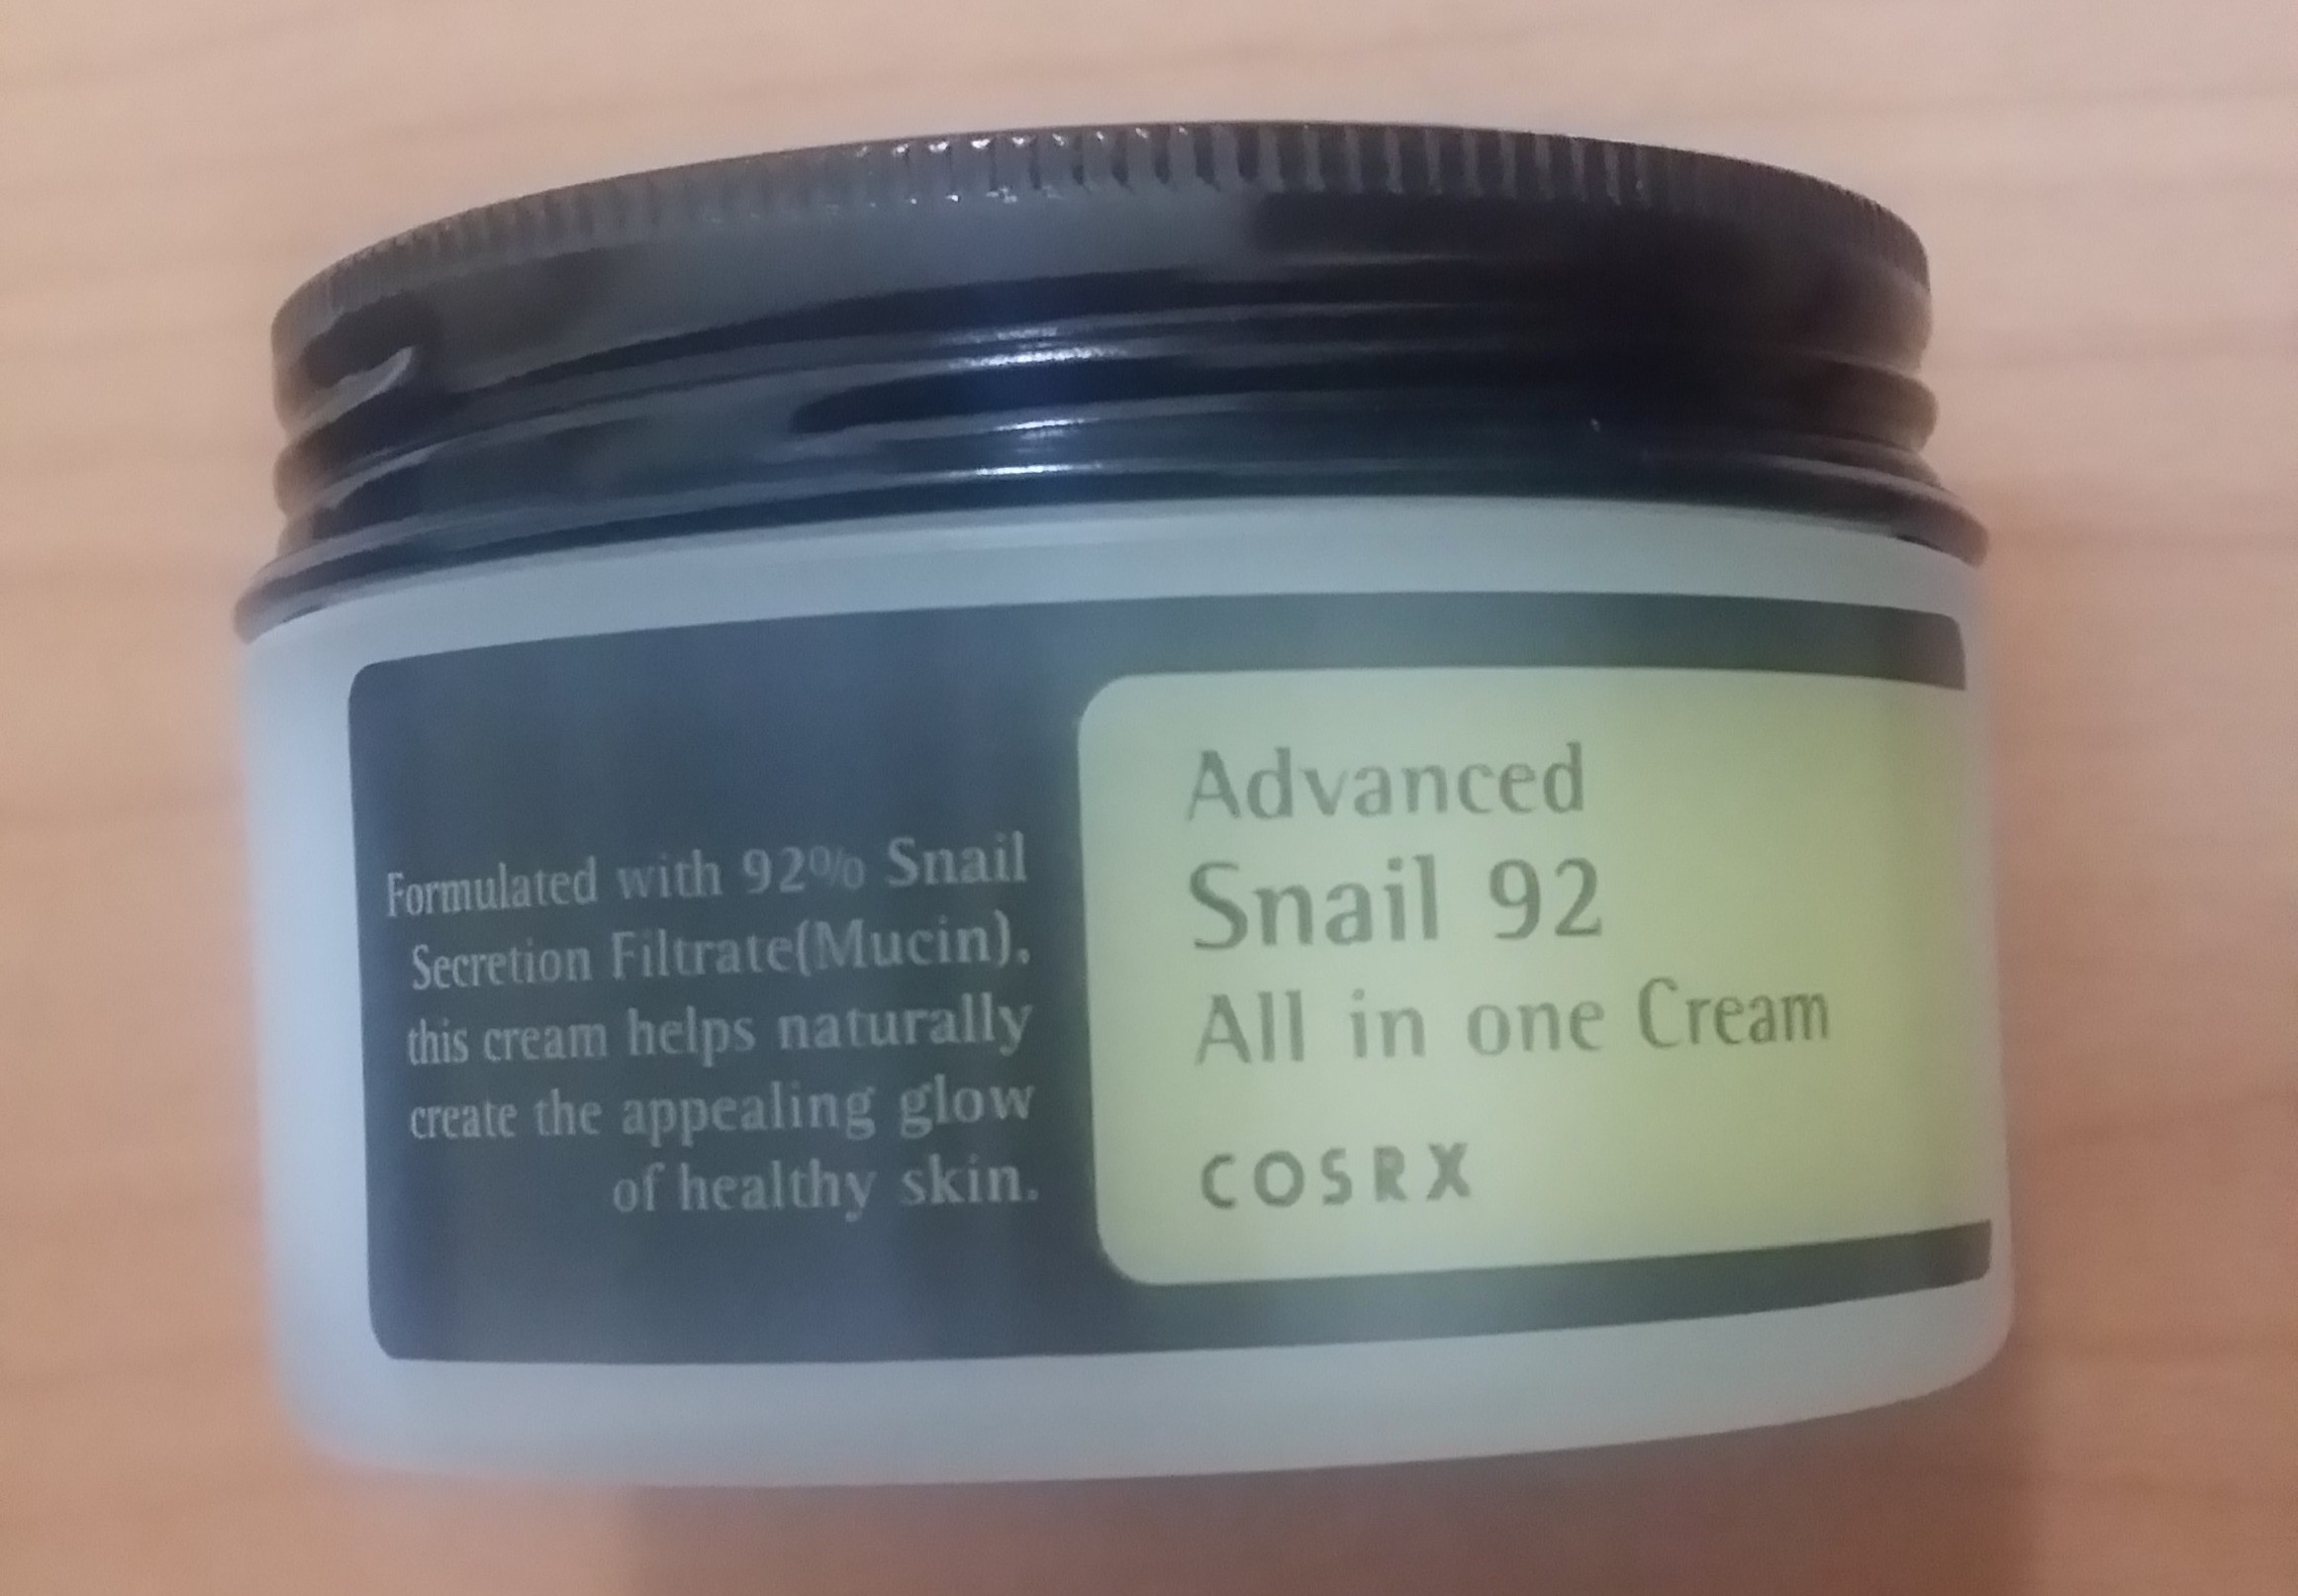 Formulated with 92% Snail
Secretion Filtrate(Mucin),
this cream helps naturally
create the appealing glow
of healthy skin.
Advanced
Snail 92
All in one Cream
COSRX